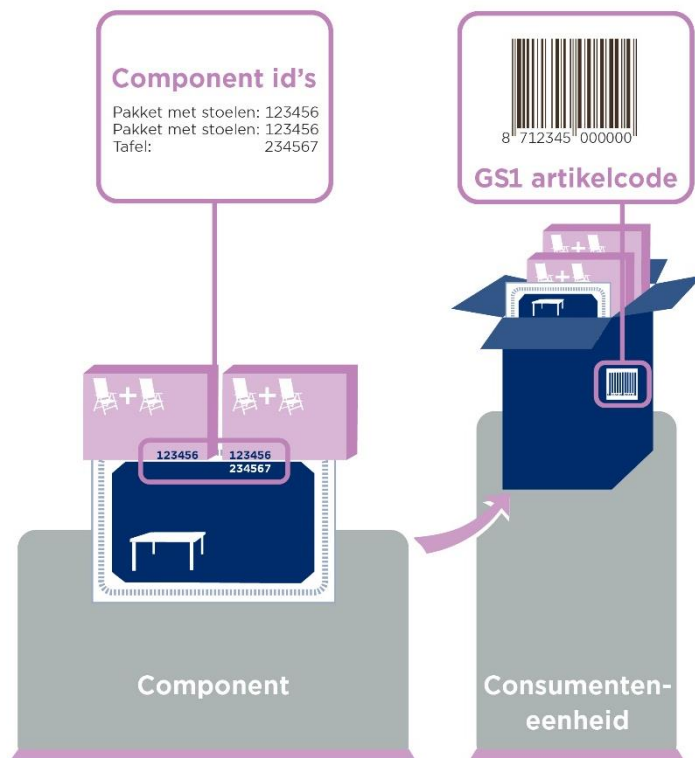 Component id's
Pakket met stoelen: 123456
Pakket met stoelen: 123456
Tafel: 234567
8 712345 000000
GS1 artikelcode
123456 123456
234567
Component
Consumenten-
eenheid